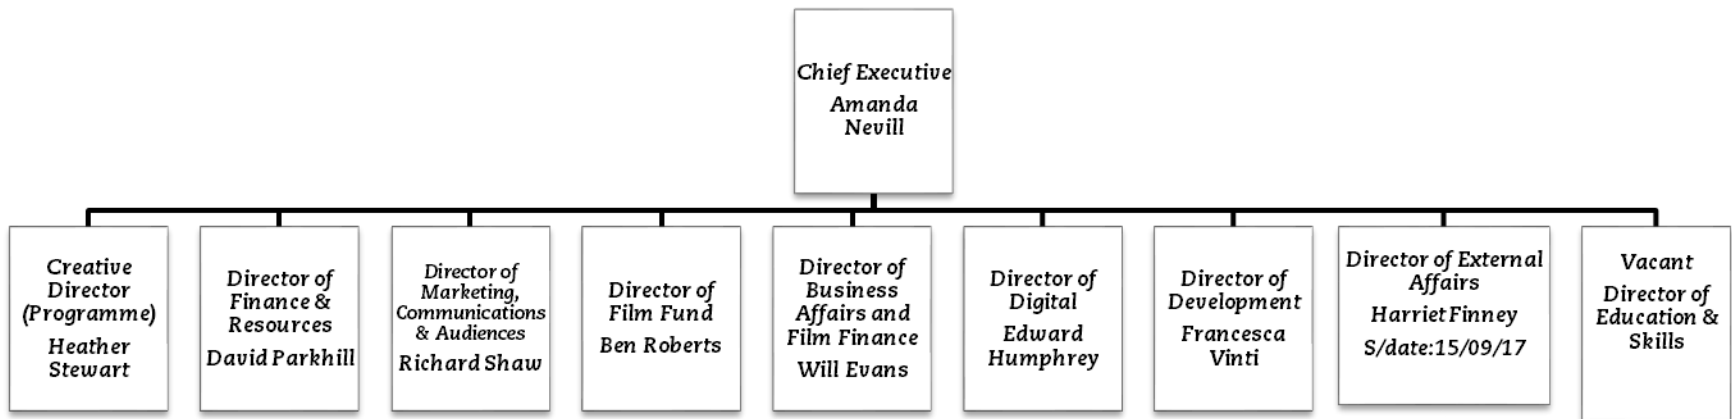 Chief Executive
Amanda
Nevill
Creative
Director
(Programme)
Heather
Stewart
Director of
Finance &
Resources
David Parkhill
Director of
Marketing,
Communications
& Audiences
Richard Shaw
Director of
Film Fund
Ben Roberts
Director of
Business
Affairs and
Film Finance
Will Evans
Director of
Digital
Edward
Humphrey
Director of
Development
Francesca
Vinti
Director of External
Affairs
Harriet Finney
S/date:15/09/17
Vacant
Director of
Education &
Skills